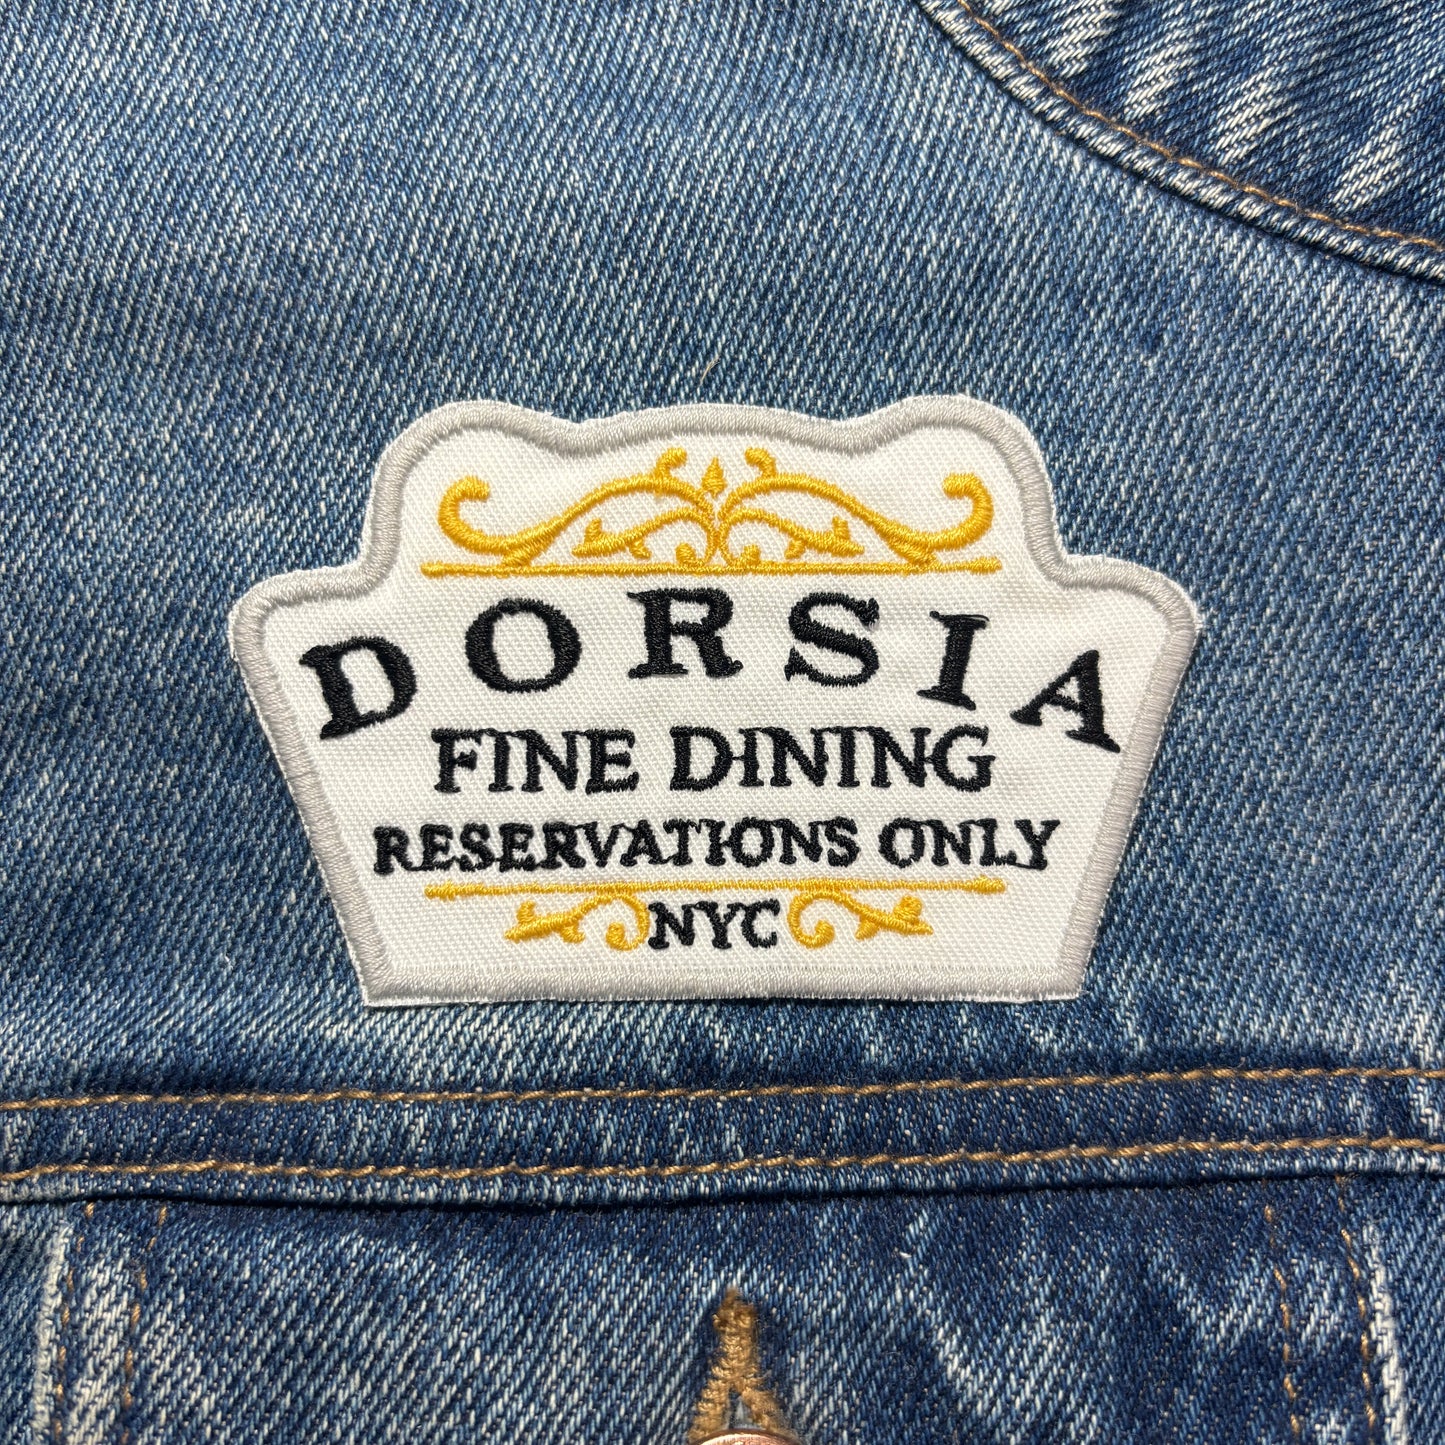 DORSIA
FINE DINING
RESERVATIONS ONLY
NYC